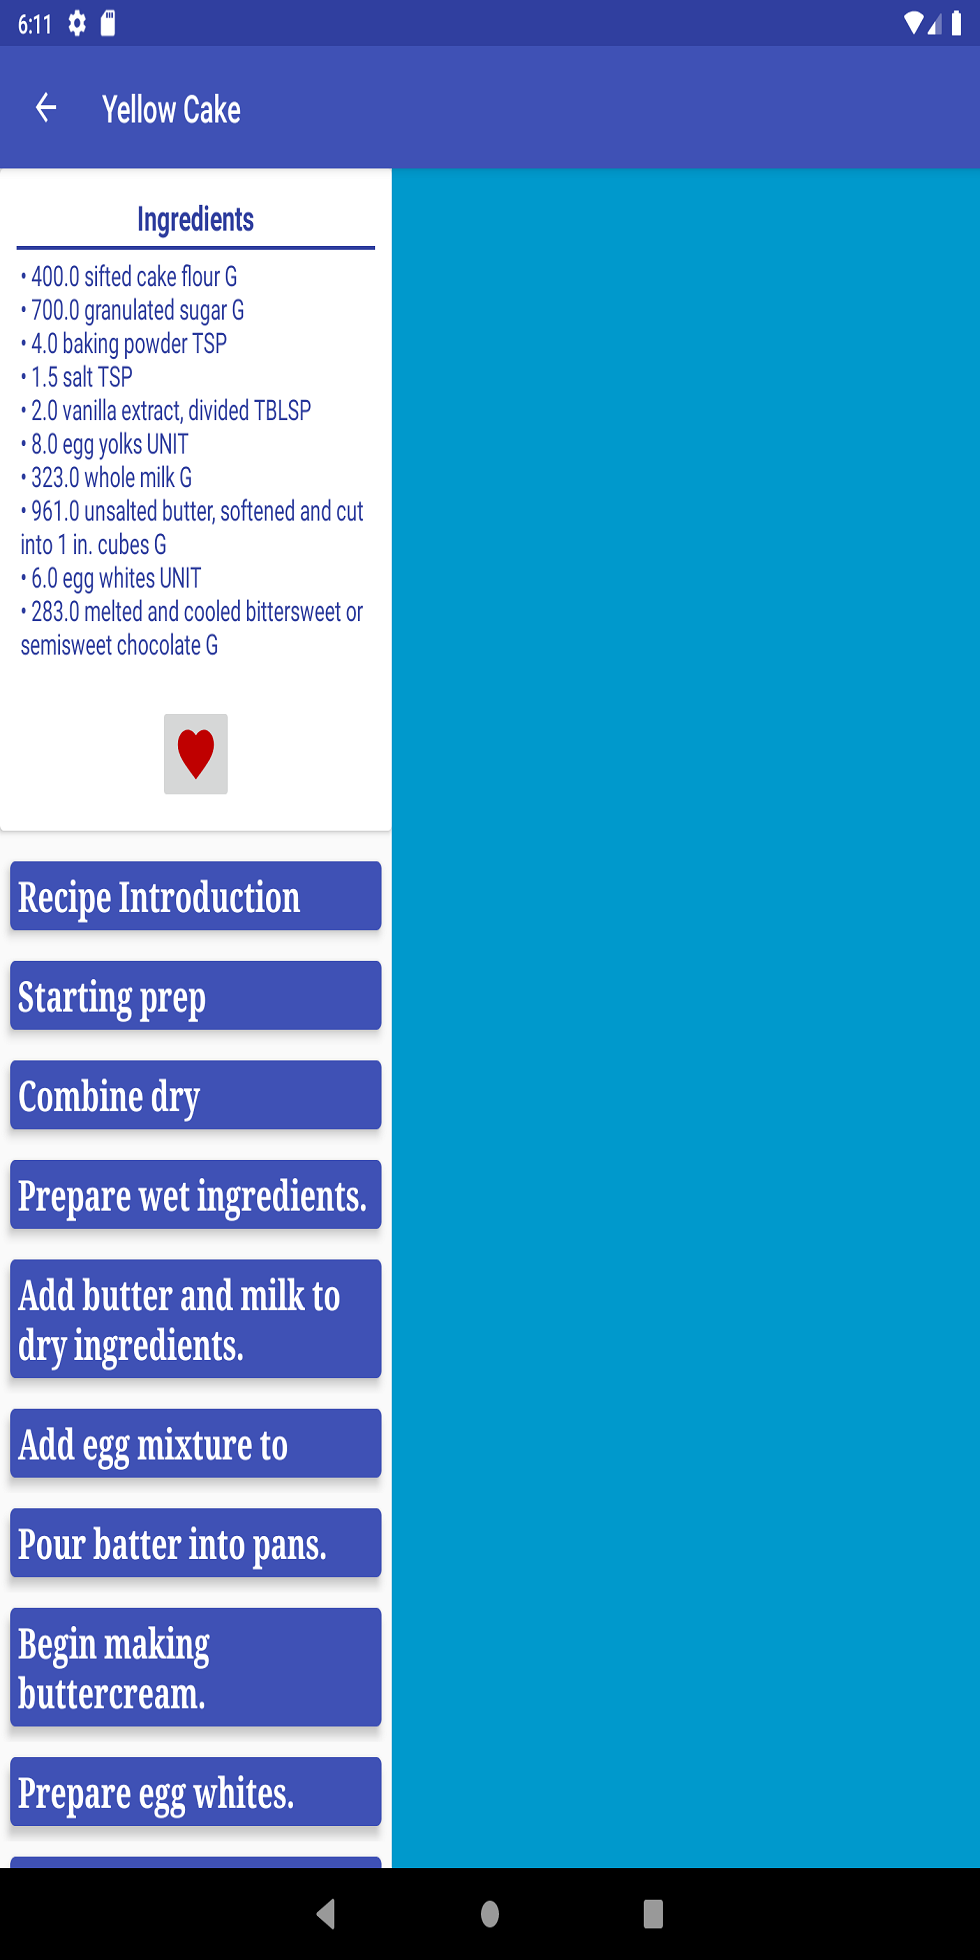 6:11
Yellow Cake
Ingredients
• 400.0 sifted cake flour G
• 700.0 granulated sugar G
• 4.0 baking powder TSP
• 1.5 salt TSP
• 2.0 vanilla extract, divided TBLSP
• 8.0 egg yolks UNIT
• 323.0 whole milk G
• 961.0 unsalted butter, softened and cut
into 1 in. cubes G
• 6.0 egg whites UNIT
• 283.0 melted and cooled bittersweet or
semisweet chocolate G
Recipe Introduction
Starting prep
Combine dry
Prepare wet ingredients.
Add butter and milk to
dry ingredients.
Add egg mixture to
Pour batter into pans.
Begin making
buttercream.
Prepare egg whites.